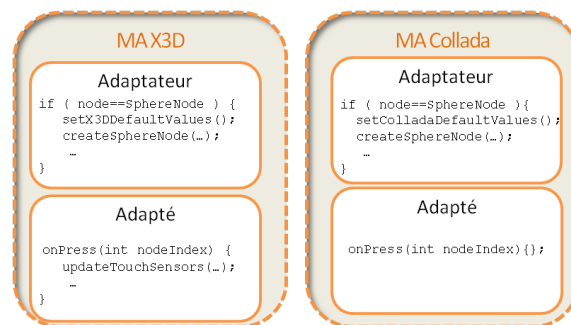 MA X3D
Adaptateur
if ( node==SphereNode ) {
setX3DDefaultValues();
createSphereNode(…);
…
}
Adapté
onPress(int nodeIndex) {
updateTouchSensors(…);
…
}
MA Collada
Adaptateur
if ( node==SphereNode ){
setColladaDefaultValues();
createSphereNode(…);
…
}
Adapté
onPress(int nodeIndex){};